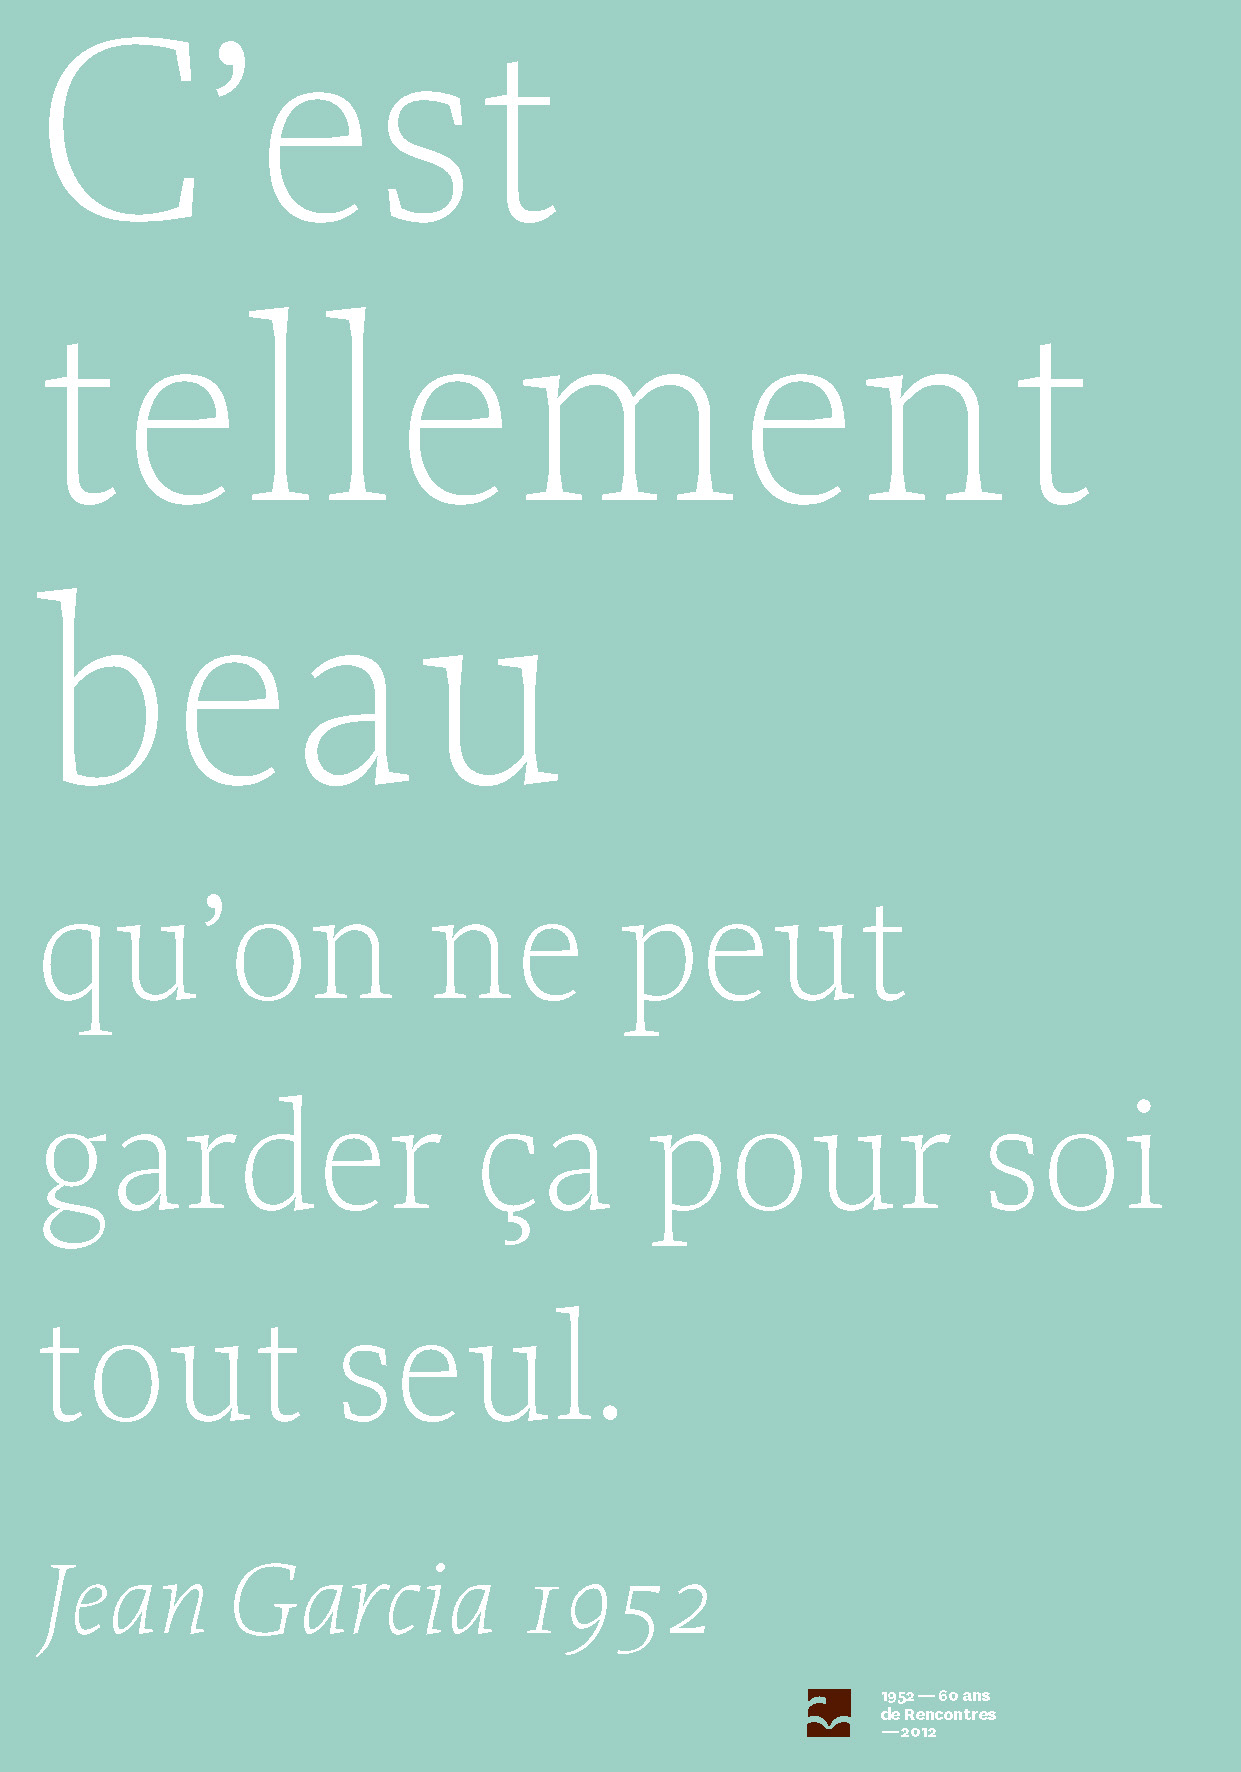 C’est
tellement
beau
qu’on ne peut
garder ça pour soi
tout seul.
Jean Garcia 1952
1952 — 60 ans
de Rencontres
—2012